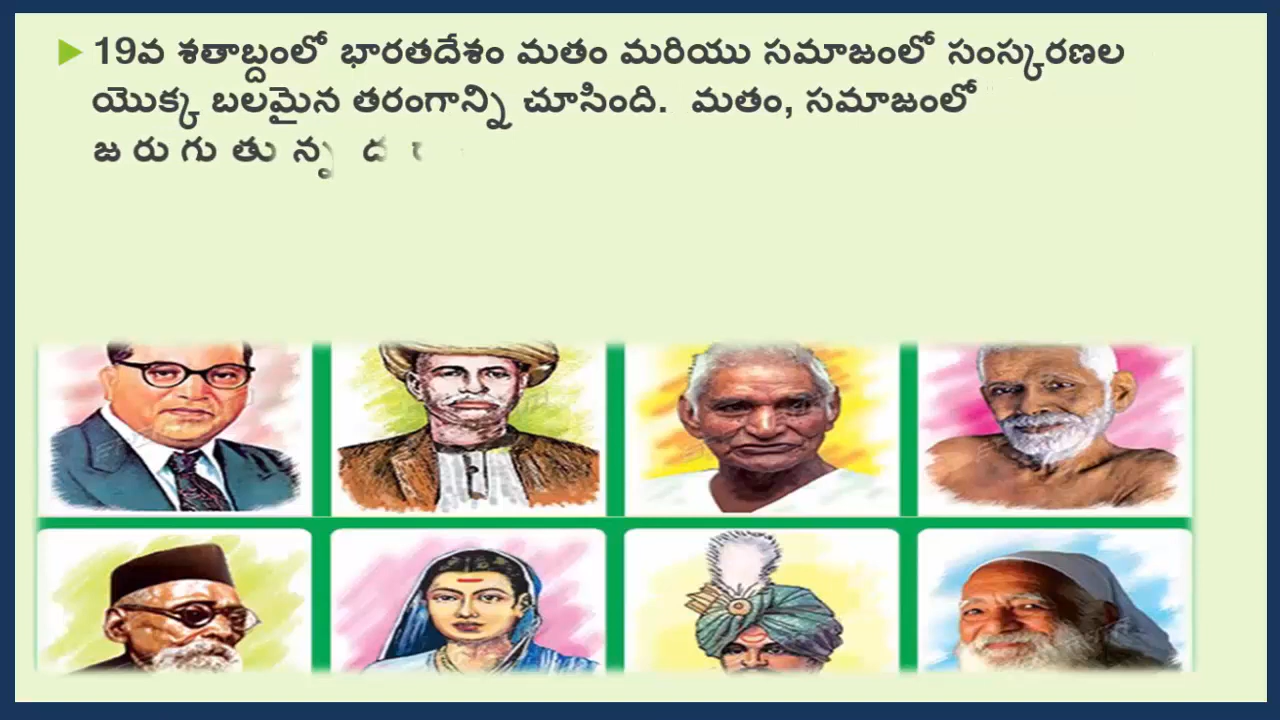 19వ శతాబ్దంలో భారతదేశం మతం మరియు సమాజంలో సంస్కరణల
యొక్క బలమైన తరంగాన్ని చూసింది. మతం, సమాజంలో
జరుగుతున్న